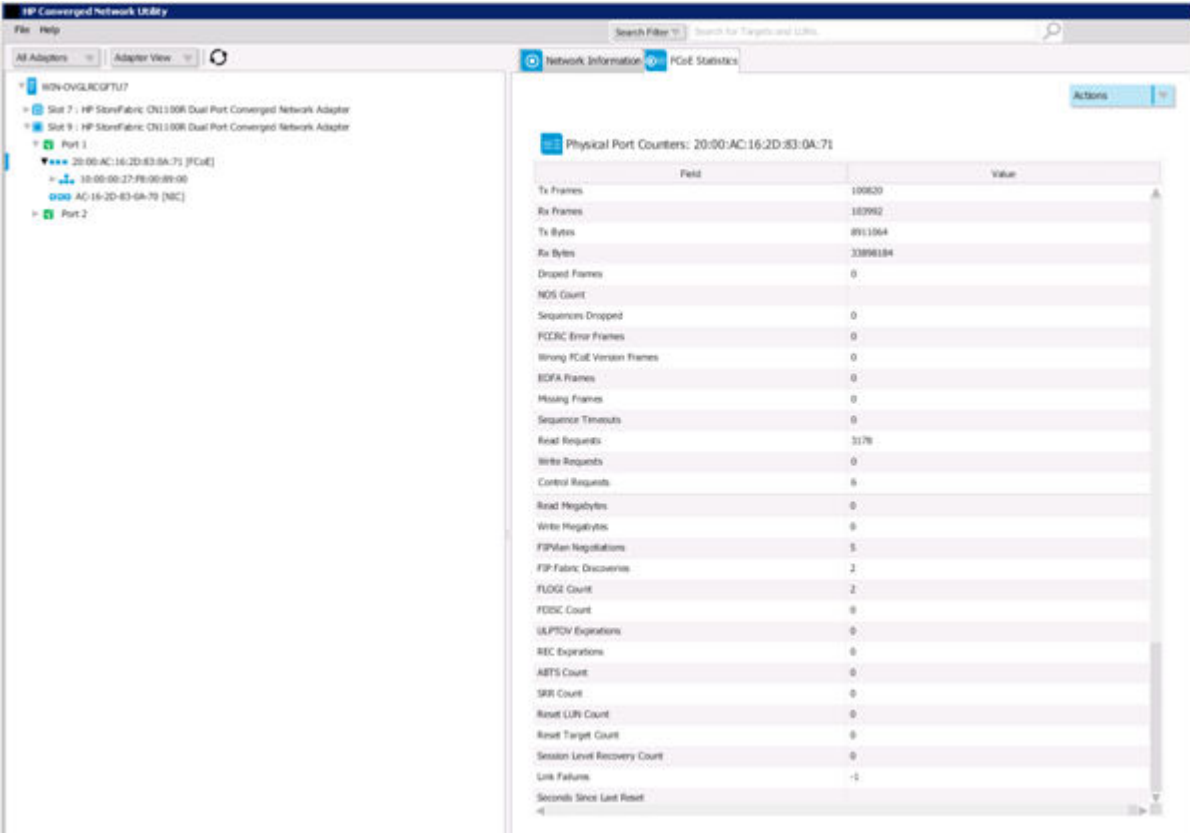 HP Converged Network Utility
File Help
Search Filter Search for Targets and LUNs.
All Adapters Adapter View
Network Information FCoE Statistics
WIN-OVGLRCGFTU7
Slot 7 : HP StoreFabric CN1100R Dual Port Converged Network Adapter
Slot 9 : HP StoreFabric CN1100R Dual Port Converged Network Adapter
Port 1
20:00:AC:16:2D:83:0A:71 [FCoE]
10:00:00:27:F8:00:89:00
AC-16-2D-83-0A-70 [NIC]
Port 2
Actions
Physical Port Counters: 20:00:AC:16:2D:83:0A:71
Field Value
Tx Frames 100820
Rx Frames 103992
Tx Bytes 8911064
Rx Bytes 33898184
Droped Frames 0
NOS Count
Sequences Dropped 0
FCCRC Error Frames 0
Wrong FCoE Version Frames 0
EOFA Frames 0
Missing Frames 0
Sequence Timeouts 0
Read Requests 3178
Write Requests 0
Control Requests 6
Read Megabytes 0
Write Megabytes 0
FIPVlan Negotiations 5
FIP Fabric Discoveries 2
FLOGI Count 2
FDISC Count 0
ULPTOV Expirations 0
REC Expirations 0
ABTS Count 0
SRR Count 0
Reset LUN Count 0
Reset Target Count 0
Session Level Recovery Count 0
Link Failures -1
Seconds Since Last Reset